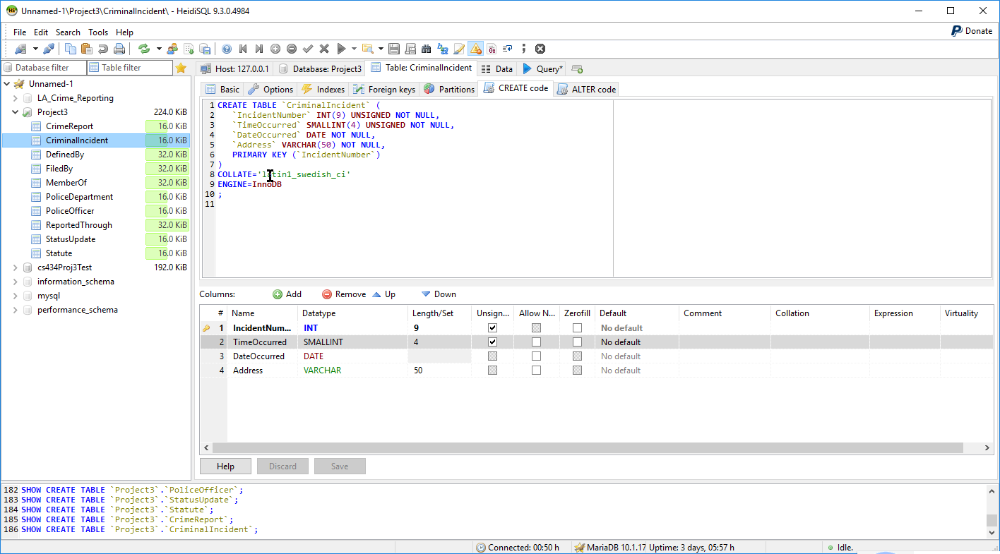 Unnamed-1\Project3\CriminalIncident\ - HeidiSQL 9.3.0.4984
File Edit Search Tools Help
Donate
Database filter Table filter
Host: 127.0.0.1 Database: Project3 Table: CriminalIncident Data Query*
Basic Options Indexes Foreign keys Partitions CREATE code ALTER code
Unnamed-1
LA_Crime_Reporting
Project3 224.0 KiB
CrimeReport 16.0 KiB
CriminalIncident 16.0 KiB
DefinedBy 32.0 KiB
FiledBy 32.0 KiB
MemberOf 32.0 KiB
PoliceDepartment 16.0 KiB
PoliceOfficer 16.0 KiB
ReportedThrough 32.0 KiB
StatusUpdate 16.0 KiB
Statute 16.0 KiB
cs434Proj3Test 192.0 KiB
information_schema
mysql
performance_schema
1 CREATE TABLE `CriminalIncident` (
2 `IncidentNumber` INT(9) UNSIGNED NOT NULL,
3 `TimeOccurred` SMALLINT(4) UNSIGNED NOT NULL,
4 `DateOccurred` DATE NOT NULL,
5 `Address` VARCHAR(50) NOT NULL,
6 PRIMARY KEY (`IncidentNumber`)
7 )
8 COLLATE='latin1_swedish_ci'
9 ENGINE=InnoDB
10 ;
11
Columns: Add Remove Up Down
# Name Datatype Length/Set Unsign... Allow N... Zerofill Default Comment Collation Expression Virtuality
1 IncidentNum... INT 9 No default
2 TimeOccurred SMALLINT 4 No default
3 DateOccurred DATE No default
4 Address VARCHAR 50 No default
Help Discard Save
182 SHOW CREATE TABLE `Project3`.`PoliceOfficer`;
183 SHOW CREATE TABLE `Project3`.`StatusUpdate`;
184 SHOW CREATE TABLE `Project3`.`Statute`;
185 SHOW CREATE TABLE `Project3`.`CrimeReport`;
186 SHOW CREATE TABLE `Project3`.`CriminalIncident`;
Connected: 00:50 h MariaDB 10.1.17 Uptime: 3 days, 05:57 h Idle.